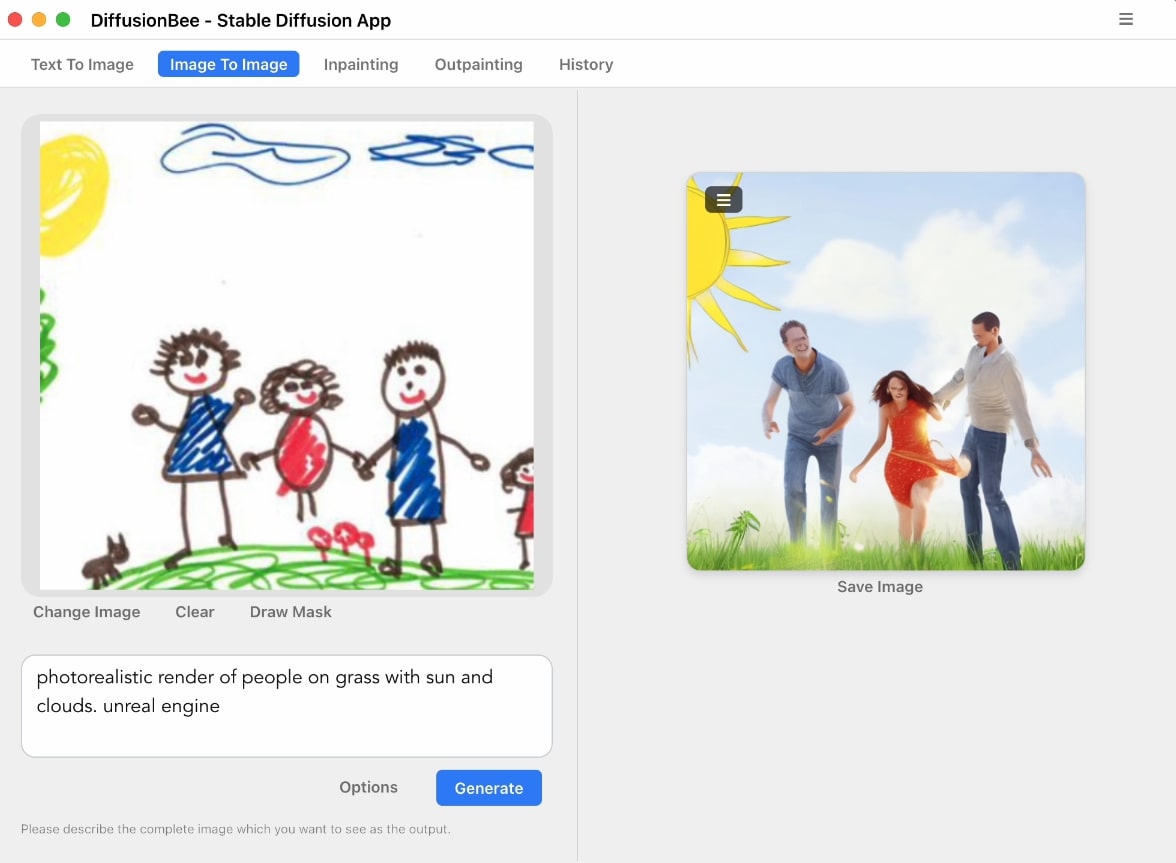 DiffusionBee - Stable Diffusion App
Text To Image
Image To Image
Inpainting
Outpainting
History
Change Image
Clear
Draw Mask
photorealistic render of people on grass with sun and
clouds. unreal engine
Options
Generate
Please describe the complete image which you want to see as the output.
Save Image